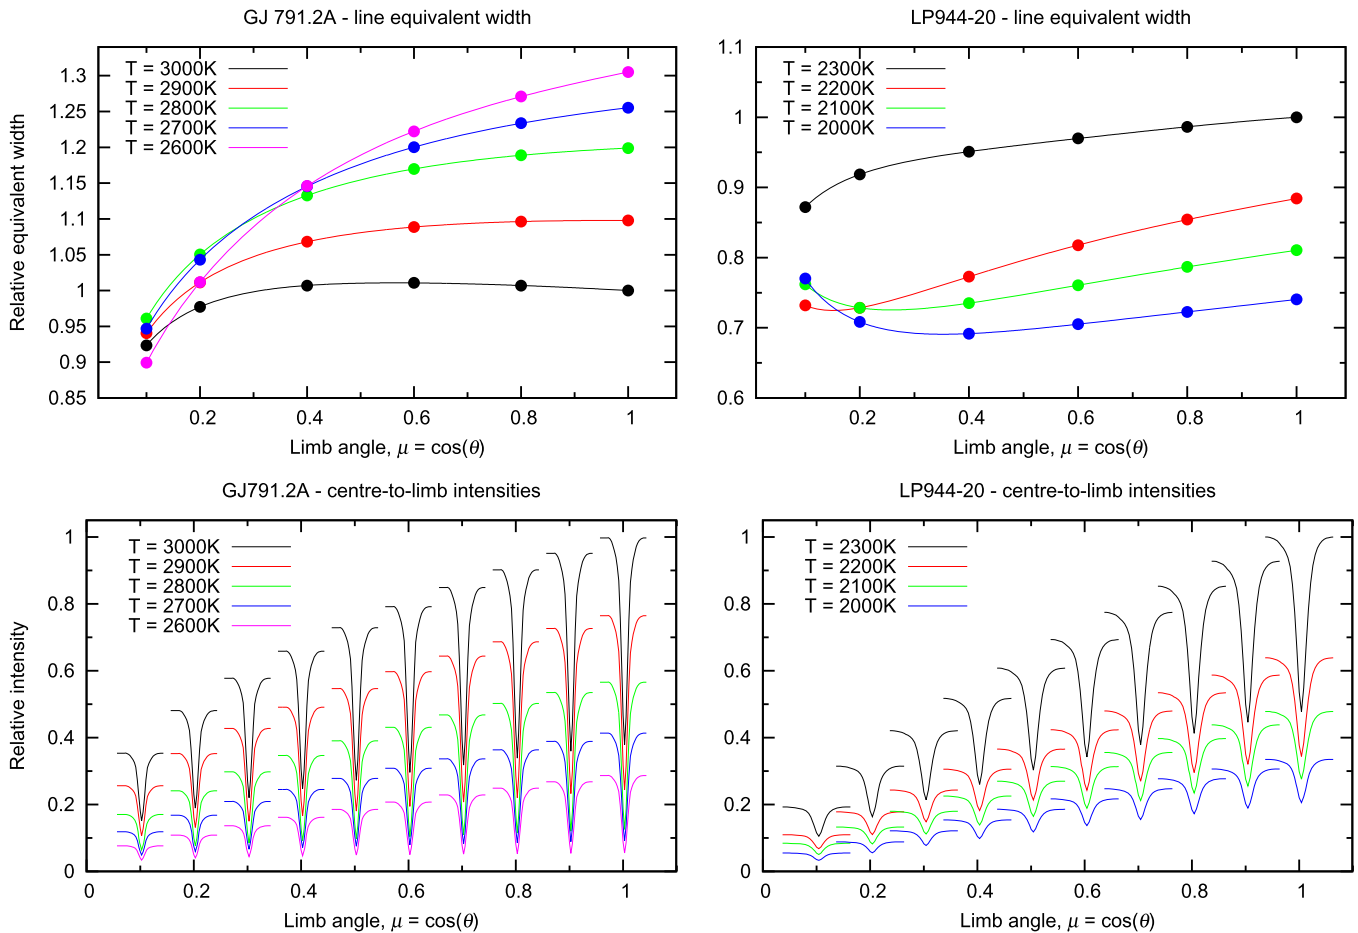 GJ 791.2A - line equivalent width
Relative equivalent width
T = 3000K
T = 2900K
T = 2800K
T = 2700K
T = 2600K
1.3
1.25
1.2
1.15
1.1
1.05
1
0.95
0.9
0.85
0.2 0.4 0.6 0.8 1
Limb angle, μ = cos(θ)
LP944-20 - line equivalent width
T = 2300K
T = 2200K
T = 2100K
T = 2000K
1.1
1
0.9
0.8
0.7
0.6
0.2 0.4 0.6 0.8 1
Limb angle, μ = cos(θ)
GJ791.2A - centre-to-limb intensities
Relative intensity
T = 3000K
T = 2900K
T = 2800K
T = 2700K
T = 2600K
1
0.8
0.6
0.4
0.2
0
0 0.2 0.4 0.6 0.8 1
Limb angle, μ = cos(θ)
LP944-20 - centre-to-limb intensities
T = 2300K
T = 2200K
T = 2100K
T = 2000K
1
0.8
0.6
0.4
0.2
0
0 0.2 0.4 0.6 0.8 1
Limb angle, μ = cos(θ)